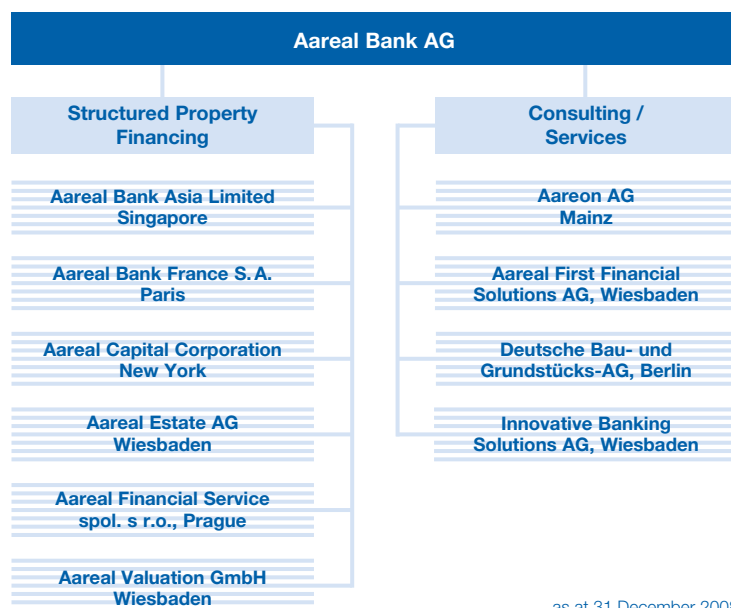 Aareal Bank AG
Structured Property
Financing
Aareal Bank Asia Limited
Singapore
Aareal Bank France S.A.
Paris
Aareal Capital Corporation
New York
Aareal Estate AG
Wiesbaden
Aareal Financial Service
spol. s r.o., Prague
Aareal Valuation GmbH
Wiesbaden
Consulting /
Services
Aareon AG
Mainz
Aareal First Financial
Solutions AG, Wiesbaden
Deutsche Bau- und
Grundstücks-AG, Berlin
Innovative Banking
Solutions AG, Wiesbaden
as at 31 December 2008